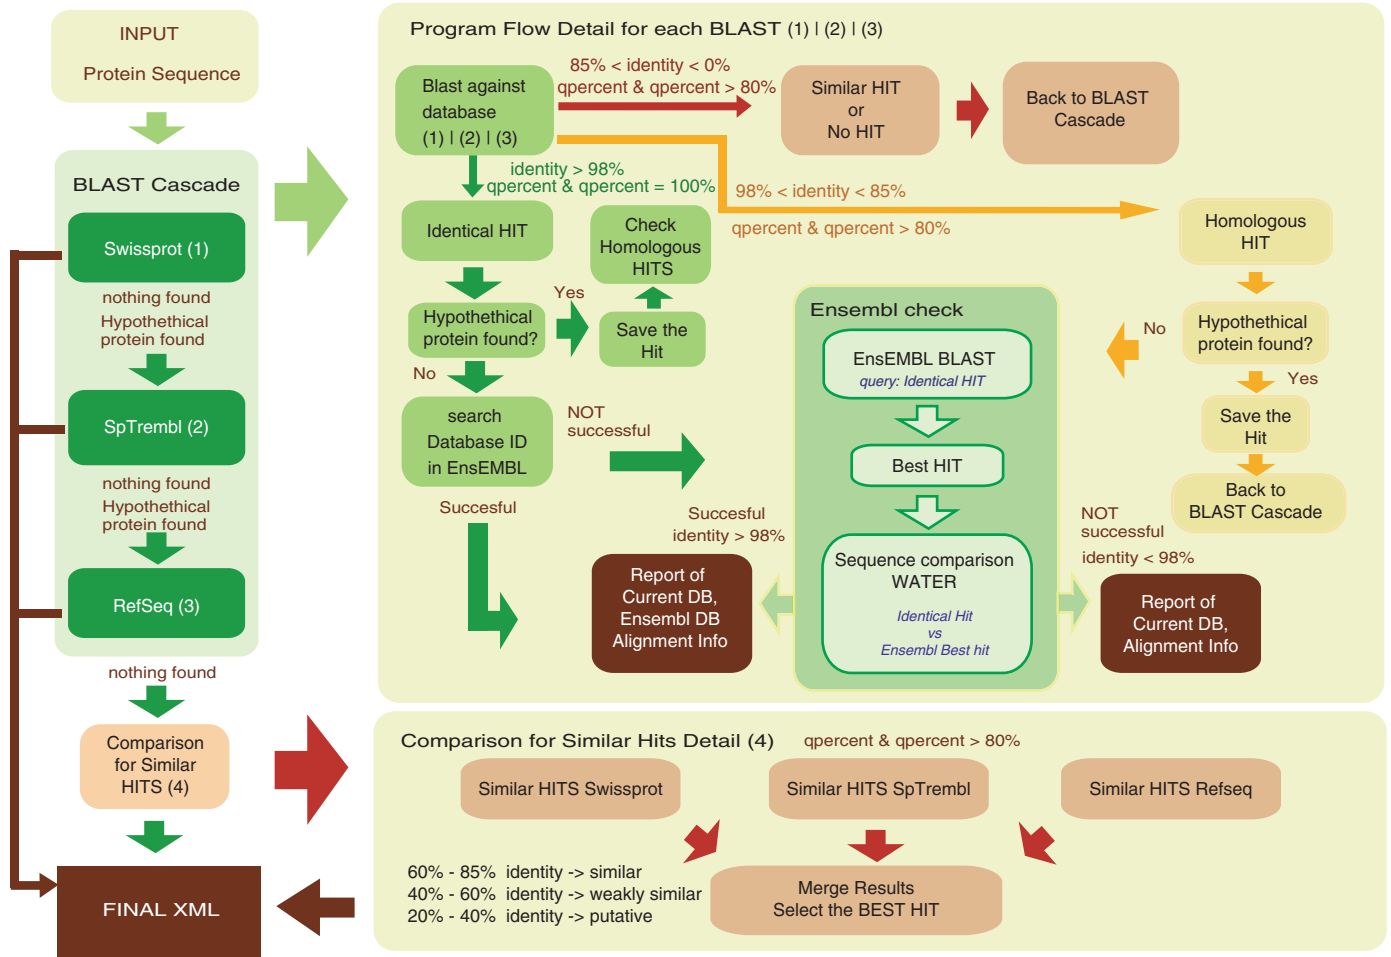 INPUT
Protein Sequence
BLAST Cascade
Swissprot (1)
nothing found
Hypothethical
protein found
SpTrembl (2)
nothing found
Hypothethical
protein found
RefSeq (3)
nothing found
Comparison
for Similar
HITS (4)
FINAL XML
Program Flow Detail for each BLAST (1) | (2) | (3)
Blast against
database
(1) | (2) | (3)
85% < identity < 0%
qpercent & qpercent > 80%
Similar HIT
or
No HIT
Back to BLAST
Cascade
identity > 98%
qpercent & qpercent = 100%
98% < identity < 85%
qpercent & qpercent > 80%
Identical HIT
Check
Homologous
HITS
Homologous
HIT
Hypothethical
protein found?
Yes
Save the
Hit
No
search
Database ID
in EnsEMBL
NOT
successful
Succesful
Ensembl check
EnsEMBL BLAST
query: Identical HIT
Best HIT
Sequence comparison
WATER
Identical Hit
vs
Ensembl Best hit
Succesful
identity > 98%
Report of
Current DB,
Ensembl DB
Alignment Info
NOT
successful
identity < 98%
Report of
Current DB,
Alignment Info
No
Hypothethical
protein found?
Yes
Save the
Hit
Back to
BLAST Cascade
Comparison for Similar Hits Detail (4)
qpercent & qpercent > 80%
Similar HITS Swissprot
Similar HITS SpTrembl
Similar HITS Refseq
60% - 85% identity -> similar
40% - 60% identity -> weakly similar
20% - 40% identity -> putative
Merge Results
Select the BEST HIT